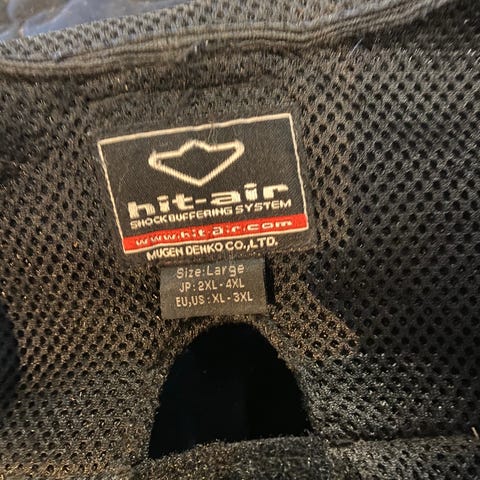 hit-air
SHOCK BUFFERING SYSTEM
www.hit-air.com
MUGEN DENKO CO.,LTD.
Size:Large
JP:2XL-4XL
EU,US:XL-3XL